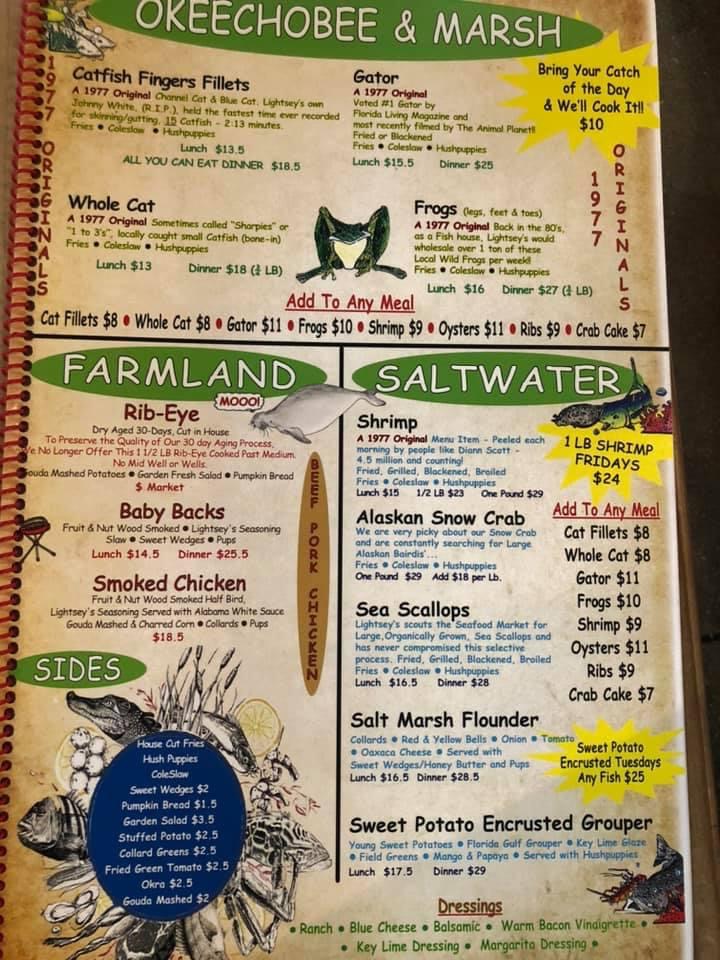 OKEECHOBEE & MARSH
1977 ORIGINALS
Catfish Fingers Fillets
A 1977 Original Channel Cat & Blue Cat. Lightsey's own
Johnny White, (R.I.P.), held the fastest time ever recorded
for skinning/gutting, 15 Catfish - 2:13 minutes.
Fries • Coleslaw • Hushpuppies
Lunch $13.5
ALL YOU CAN EAT DINNER $18.5
Gator
A 1977 Original
Voted #1 Gator by
Florida Living Magazine and
most recently filmed by The Animal Planet!!
Fried or Blackened
Fries • Coleslaw • Hushpuppies
Lunch $15.5 Dinner $25
Bring Your Catch
of the Day
& We'll Cook It!!
$10
1977 ORIGINALS
Whole Cat
A 1977 Original Sometimes called "Sharpies" or
"1 to 3's", locally caught small Catfish (bone-in)
Fries • Coleslaw • Hushpuppies
Lunch $13 Dinner $18 (¾ LB)
Frogs (legs, feet & toes)
A 1977 Original Back in the 80's,
as a Fish house, Lightsey's would
wholesale over 1 ton of these
Local Wild Frogs per week!!
Fries • Coleslaw • Hushpuppies
Lunch $16 Dinner $27 (¾ LB)
Add To Any Meal
Cat Fillets $8 • Whole Cat $8 • Gator $11 • Frogs $10 • Shrimp $9 • Oysters $11 • Ribs $9 • Crab Cake $7
FARMLAND
MOOO!
Rib-Eye
Dry Aged 30-Days, Cut in House
To Preserve the Quality of Our 30 day Aging Process,
We No Longer Offer This 1 1/2 LB Rib-Eye Cooked Past Medium.
No Mid Well or Wells.
Gouda Mashed Potatoes • Garden Fresh Salad • Pumpkin Bread
$ Market
Baby Backs
Fruit & Nut Wood Smoked • Lightsey's Seasoning
Slaw • Sweet Wedges • Pups
Lunch $14.5 Dinner $25.5
Smoked Chicken
Fruit & Nut Wood Smoked Half Bird,
Lightsey's Seasoning Served with Alabama White Sauce
Gouda Mashed & Charred Corn • Collards • Pups
$18.5
BEEF PORK CHICKEN
SIDES
House Cut Fries
Hush Puppies
ColeSlaw
Sweet Wedges $2
Pumpkin Bread $1.5
Garden Salad $3.5
Stuffed Potato $2.5
Collard Greens $2.5
Fried Green Tomato $2.5
Okra $2.5
Gouda Mashed $2
SALTWATER
Shrimp
A 1977 Original Menu Item - Peeled each
morning by people like Diann Scott -
4.5 million and counting!
Fried, Grilled, Blackened, Broiled
Fries • Coleslaw • Hushpuppies
Lunch $15 1/2 LB $23 One Pound $29
1 LB SHRIMP
FRIDAYS
$24
Alaskan Snow Crab
We are very picky about our Snow Crab
and are constantly searching for Large
Alaskan Bairdis'...
Fries • Coleslaw • Hushpuppies
One Pound $29 Add $18 per Lb.
Sea Scallops
Lightsey's scouts the Seafood Market for
Large,Organically Grown, Sea Scallops and
has never compromised this selective
process. Fried, Grilled, Blackened, Broiled
Fries • Coleslaw • Hushpuppies
Lunch $16.5 Dinner $28
Add To Any Meal
Cat Fillets $8
Whole Cat $8
Gator $11
Frogs $10
Shrimp $9
Oysters $11
Ribs $9
Crab Cake $7
Salt Marsh Flounder
Collards • Red & Yellow Bells • Onion • Tomato
• Oaxaca Cheese • Served with
Sweet Wedges/Honey Butter and Pups
Lunch $16.5 Dinner $28.5
Sweet Potato
Encrusted Tuesdays
Any Fish $25
Sweet Potato Encrusted Grouper
Young Sweet Potatoes • Florida Gulf Grouper • Key Lime Glaze
• Field Greens • Mango & Papaya • Served with Hushpuppies
Lunch $17.5 Dinner $29
Dressings
• Ranch • Blue Cheese • Balsamic • Warm Bacon Vinaigrette •
• Key Lime Dressing • Margarita Dressing •